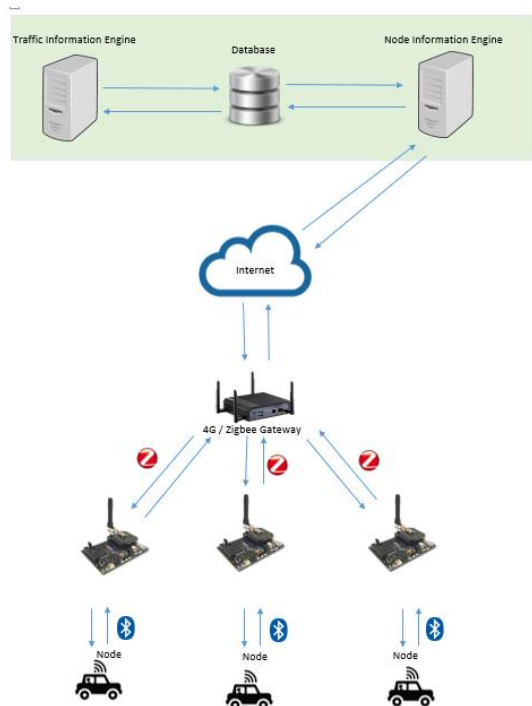 Traffic Information Engine
Database
Node Information Engine
Internet
4G / Zigbee Gateway
Node
Node
Node